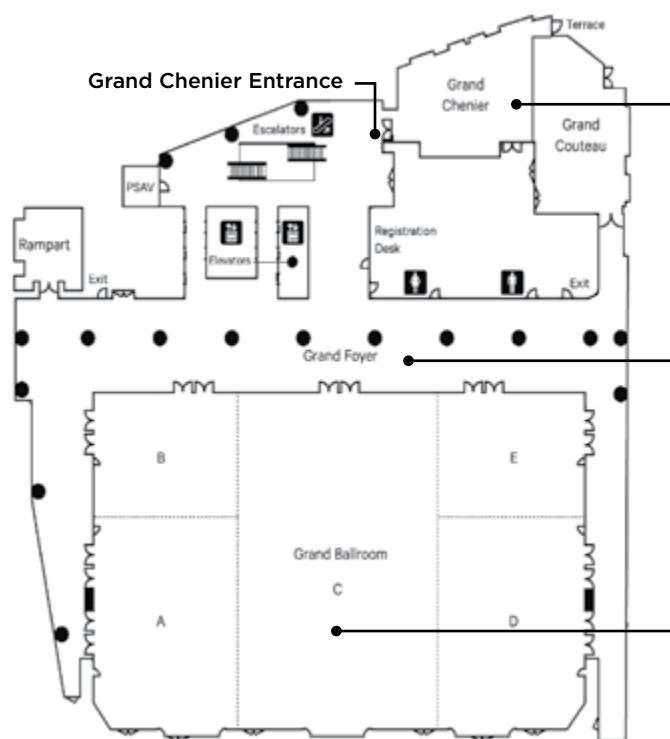 Terrace
Grand Chenier Entrance
Grand
Chenier
Escalators
Grand
Couteau
PSAV
Rampart
Registration
Desk
Elevators
Exit
Exit
Grand Foyer
B
E
Grand Ballroom
C
A
D